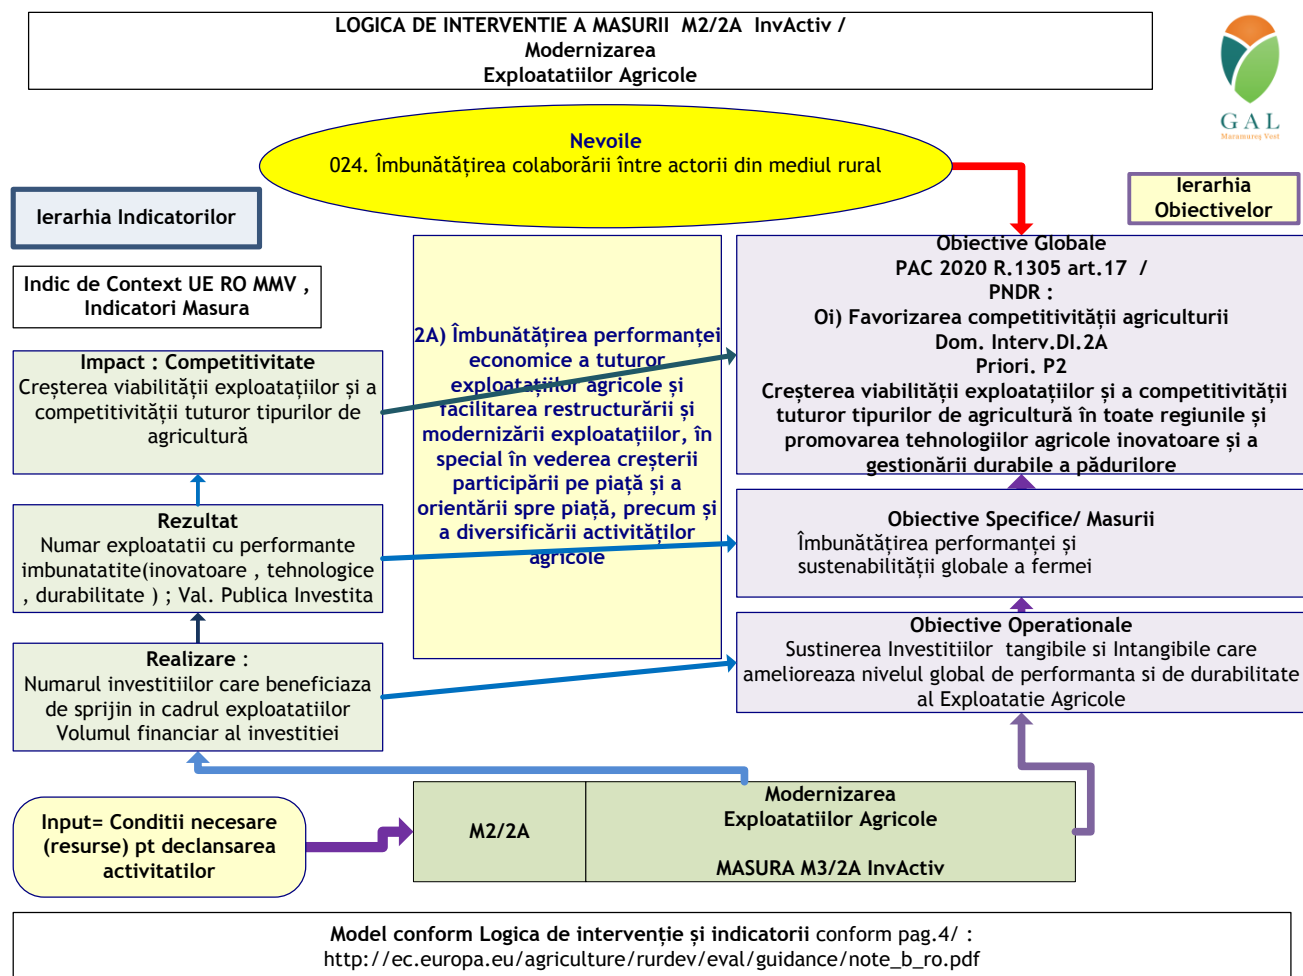 LOGICA DE INTERVENTIE A MASURII M2/2A InvActiv /
Modernizarea
Exploatatiilor Agricole
GAL
Maramureș Vest
Nevoile
024. Îmbunătățirea colaborării între actorii din mediul rural
Ierarhia Indicatorilor
Ierarhia
Obiectivelor
Indic de Context UE RO MMV ,
Indicatori Masura
Impact : Competitivitate
Creșterea viabilității exploatațiilor și a
competitivității tuturor tipurilor de
agricultură
Rezultat
Numar exploatatii cu performante
imbunatatite(inovatoare , tehnologice
, durabilitate ) ; Val. Publica Investita
Realizare :
Numarul investitiilor care beneficiaza
de sprijin in cadrul exploatatiilor
Volumul financiar al investitiei
2A) Îmbunătățirea performanței
economice a tuturor
exploatațiilor agricole și
facilitarea restructurării și
modernizării exploatațiilor, în
special în vederea creșterii
participării pe piață și a
orientării spre piață, precum și
a diversificării activităților
agricole
Obiective Globale
PAC 2020 R.1305 art.17 /
PNDR :
Oi) Favorizarea competitivității agriculturii
Dom. Interv.DI.2A
Priori. P2
Creșterea viabilității exploatațiilor și a competitivității
tuturor tipurilor de agricultură în toate regiunile și
promovarea tehnologiilor agricole inovatoare și a
gestionării durabile a pădurilore
Obiective Specifice/ Masurii
Îmbunătățirea performanței și
sustenabilității globale a fermei
Obiective Operationale
Sustinerea Investitiilor tangibile si Intangibile care
amelioreaza nivelul global de performanta si de durabilitate
al Exploatatie Agricole
Input= Conditii necesare
(resurse) pt declansarea
activitatilor
M2/2A
Modernizarea
Exploatatiilor Agricole
MASURA M3/2A InvActiv
Model conform Logica de intervenție și indicatorii conform pag.4/ :
http://ec.europa.eu/agriculture/rurdev/eval/guidance/note_b_ro.pdf